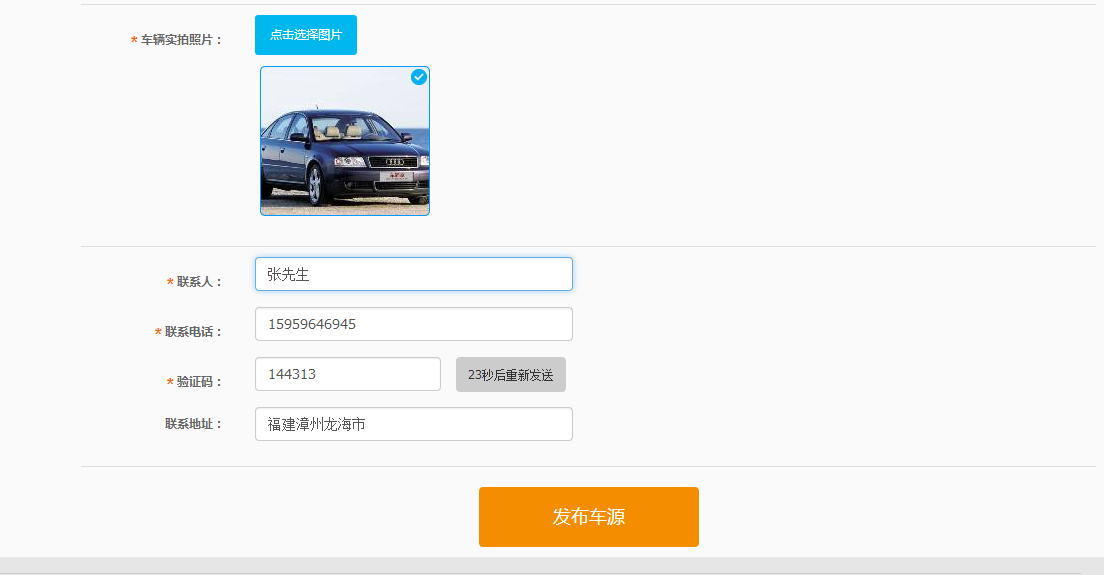 * 车辆实拍照片：
点击选择图片
* 联系人：
张先生
* 联系电话：
15959646945
* 验证码：
144313
23秒后重新发送
联系地址：
福建漳州龙海市
发布车源